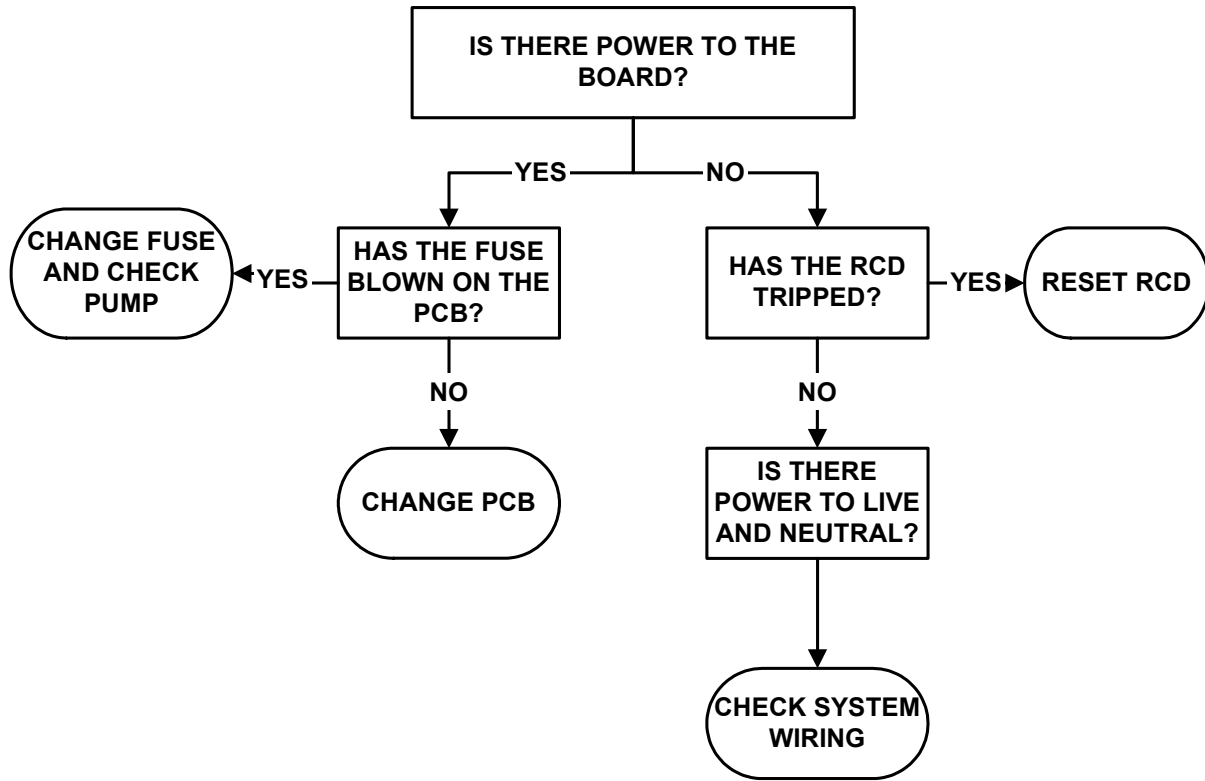 IS THERE POWER TO THE
BOARD?
YES
NO
CHANGE FUSE
AND CHECK
PUMP
YES
HAS THE FUSE
BLOWN ON THE
PCB?
HAS THE RCD
TRIPPED?
YES
RESET RCD
NO
NO
CHANGE PCB
IS THERE
POWER TO LIVE
AND NEUTRAL?
CHECK SYSTEM
WIRING